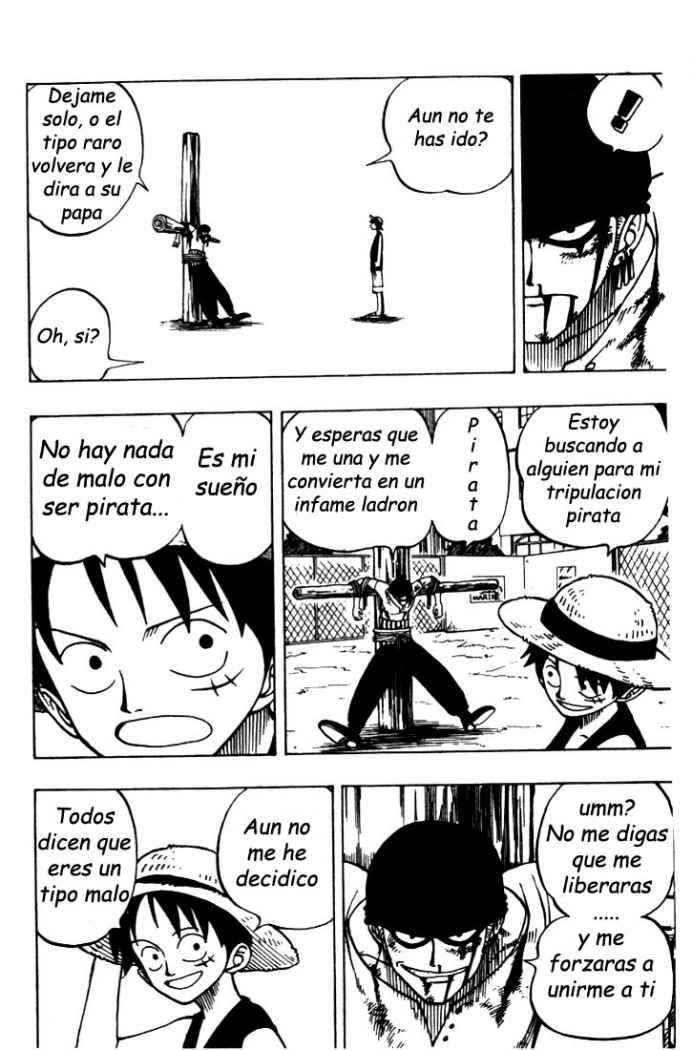 !
Aun no te
has ido?
Dejame
solo, o el
tipo raro
volvera y le
dira a su
papa
Oh, si?
Estoy
buscando a
alguien para mi
tripulacion
pirata
P
i
r
a
t
a
Y esperas que
me una y me
convierta en un
infame ladron
Es mi
sueño
No hay nada
de malo con
ser pirata...
umm?
No me digas
que me
liberaras
.....
y me
forzaras a
unirme a ti
Aun no
me he
decidico
Todos
dicen que
eres un
tipo malo